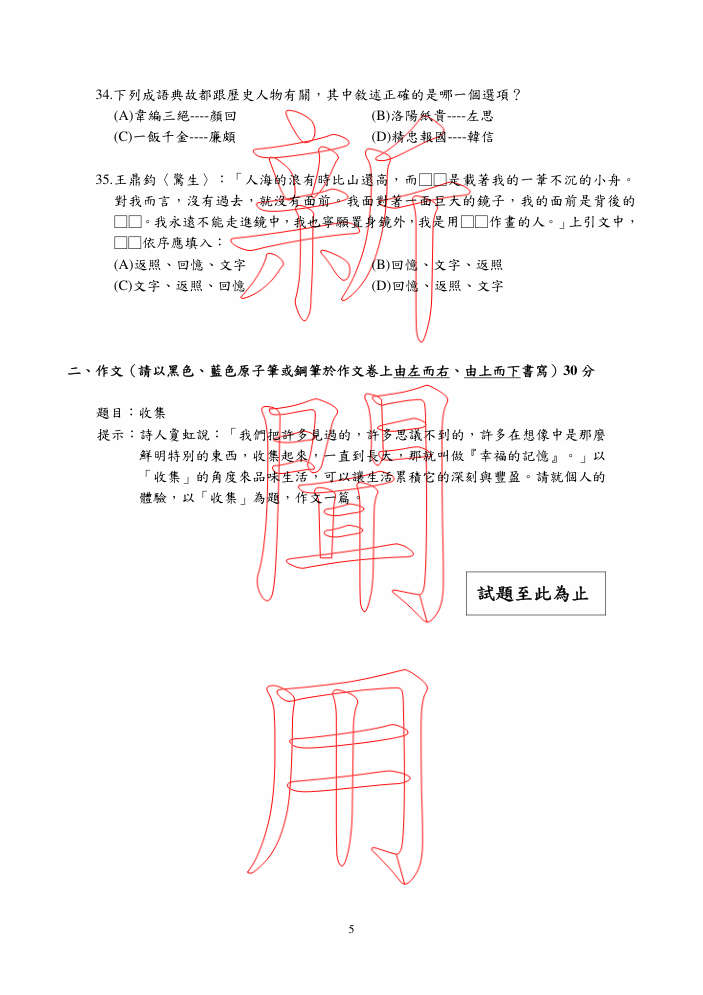 34.下列成語典故都跟歷史人物有關，其中敘述正確的是哪一個選項？
(A)韋編三絕----顏回 (B)洛陽紙貴----左思
(C)一飯千金----廉頗 (D)精忠報國----韓信
35.王鼎鈞〈驚生〉：「人海的浪有時比山還高，而□□是載著我的一葦不沉的小舟。
對我而言，沒有過去，就沒有面前。我面對著一面巨大的鏡子，我的面前是背後的
□□。我永遠不能走進鏡中，我也寧願置身鏡外，我是用□□作畫的人。」上引文中，
□□依序應填入：
(A)返照、回憶、文字 (B)回憶、文字、返照
(C)文字、返照、回憶 (D)回憶、返照、文字
二、作文（請以黑色、藍色原子筆或鋼筆於作文卷上由左而右、由上而下書寫）30 分
題目：收集
提示：詩人敻虹說：「我們把許多見過的，許多思議不到的，許多在想像中是那麼
鮮明特別的東西，收集起來，一直到長大，那就叫做『幸福的記憶』。」以
「收集」的角度來品味生活，可以讓生活累積它的深刻與豐盈。請就個人的
體驗，以「收集」為題，作文一篇。
試題至此為止
新
聞
用
5